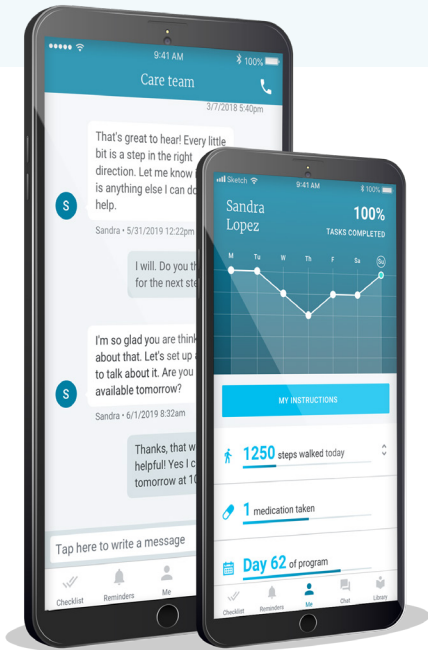 9:41 AM
100%
Care team
3/7/2018 5:40pm
That's great to hear! Every little
bit is a step in the right
direction. Let me know i
is anything else I can do
help.
S
Sandra • 5/31/2019 12:22pm
I will. Do you th
for the next ste
I'm so glad you are think
about that. Let's set up a
to talk about it. Are you
available tomorrow?
S
Sandra • 6/1/2019 8:32am
Thanks, that w
helpful! Yes I c
tomorrow at 10
Tap here to write a message
Checklist
Reminders
Me
Sketch
9:41 AM
100%
Sandra
Lopez
100%
TASKS COMPLETED
M Tu W Th F Sa Su
MY INSTRUCTIONS
1250 steps walked today
1 medication taken
Day 62 of program
Checklist
Reminders
Me
Chat
Library